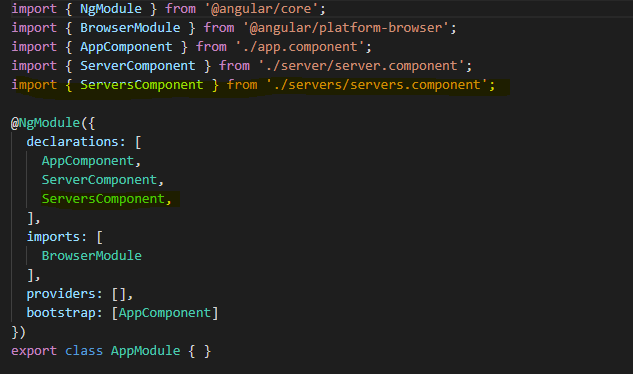 import { NgModule } from '@angular/core';
import { BrowserModule } from '@angular/platform-browser';
import { AppComponent } from './app.component';
import { ServerComponent } from './server/server.component';
import { ServersComponent } from './servers/servers.component';

@NgModule({
  declarations: [
    AppComponent,
    ServerComponent,
    ServersComponent,
  ],
  imports: [
    BrowserModule
  ],
  providers: [],
  bootstrap: [AppComponent]
})
export class AppModule { }